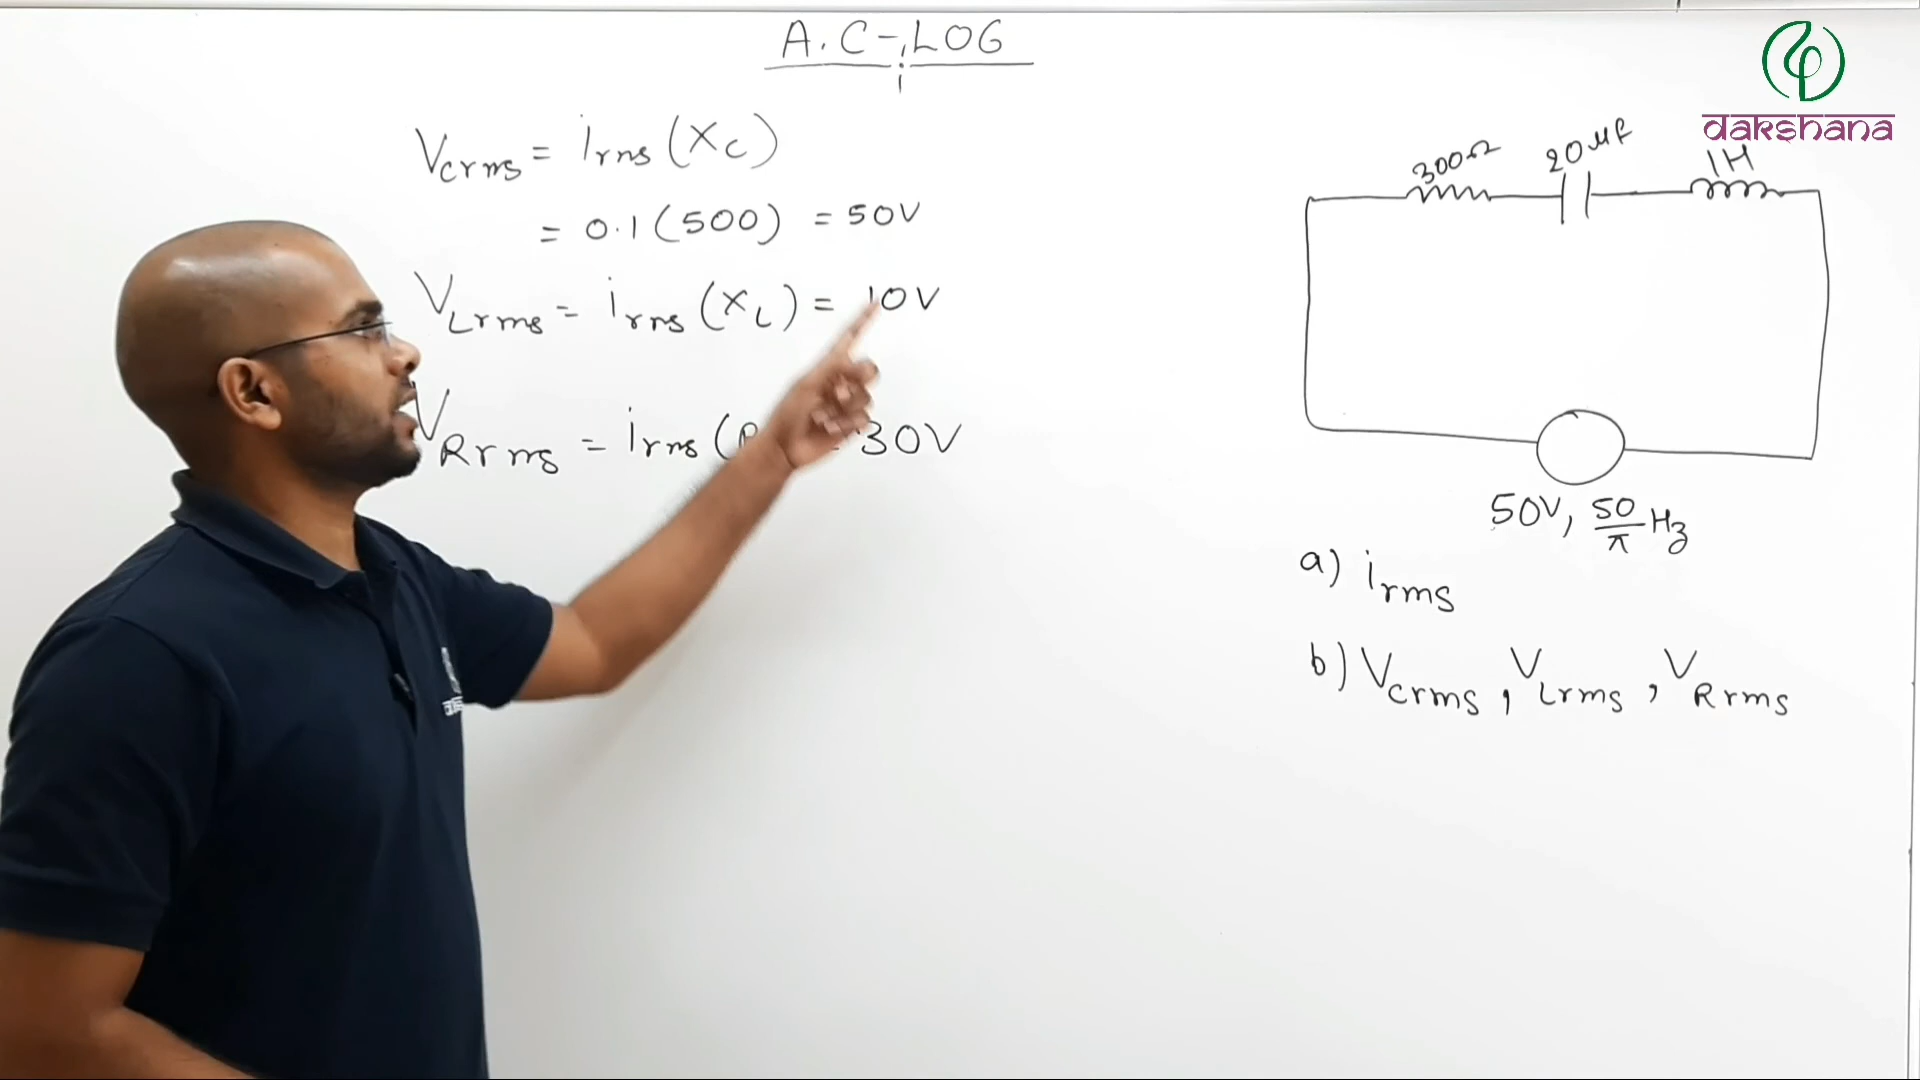 A.C-LOG
dakshana
Vcrms = irms (Xc)
= 0.1 (500) = 50V
VLrms = irms (XL) = 10V
VRrms = irms ( = 30V
300Ω 20μF 1H
50V, 50/π Hz
a) irms
b) Vcrms, VLrms, VRrms